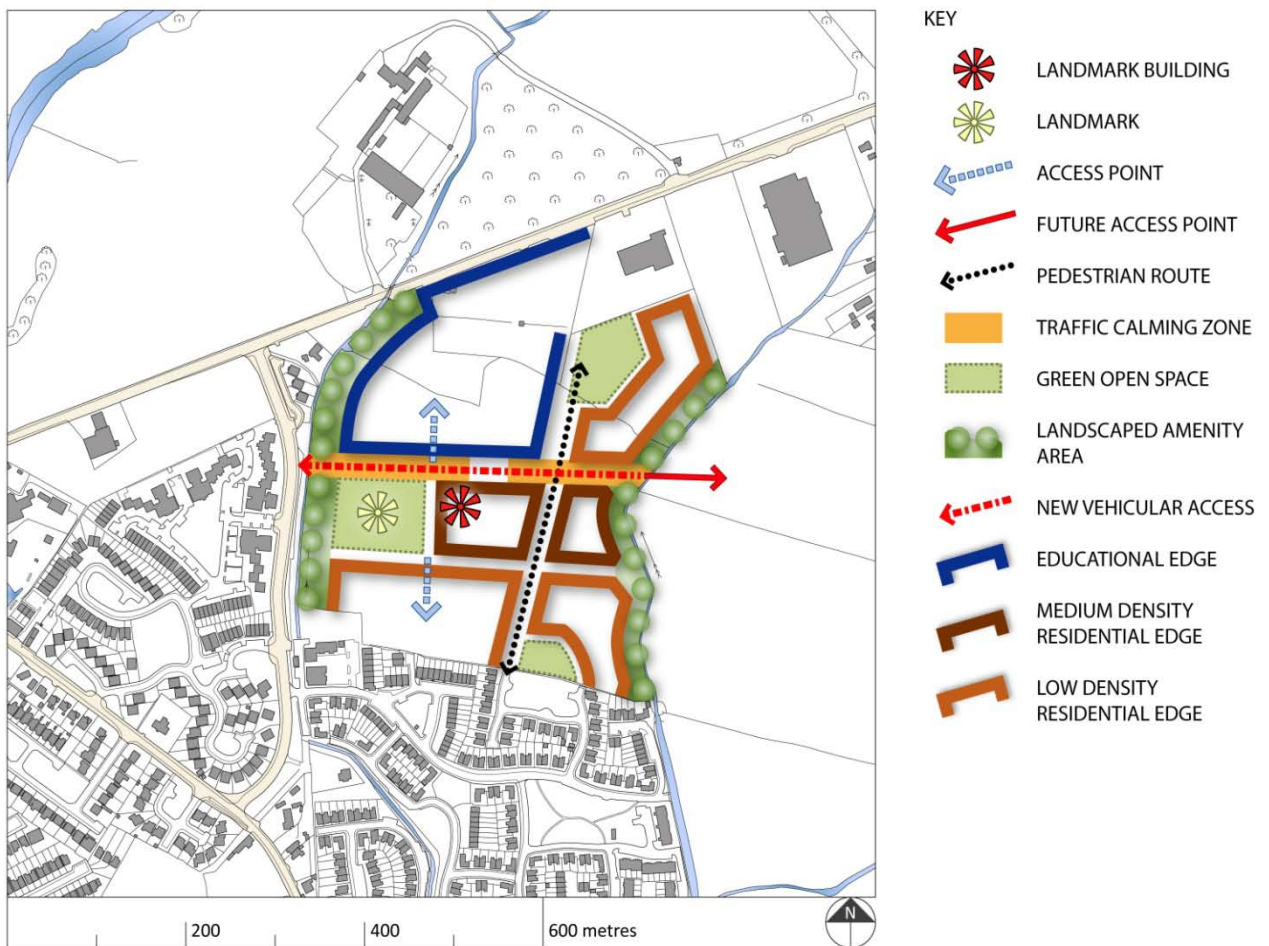 KEY
LANDMARK BUILDING
LANDMARK
ACCESS POINT
FUTURE ACCESS POINT
PEDESTRIAN ROUTE
TRAFFIC CALMING ZONE
GREEN OPEN SPACE
LANDSCAPED AMENITY
AREA
NEW VEHICULAR ACCESS
EDUCATIONAL EDGE
MEDIUM DENSITY
RESIDENTIAL EDGE
LOW DENSITY
RESIDENTIAL EDGE
200
400
600 metres
N